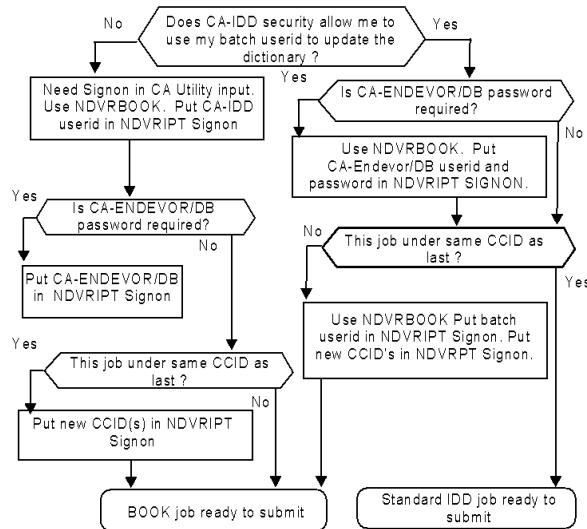 Does CA-IDD security allow me to
use my batch userid to update the
dictionary ?
No
Yes
Need Signon in CA Utility input.
Use NDVRBOOK. Put CA-IDD
userid in NDVRIPT Signon
Yes
Is CA-ENDEVOR/DB password
required?
No
Use NDVRBOOK. Put
CA-Endevor/DB userid and
password in NDVRIPT SIGNON.
Yes
Is CA-ENDEVOR/DB
password required?
No
No
This job under same CCID as
last ?
Yes
Put CA-ENDEVOR/DB
in NDVRIPT Signon
Use NDVRBOOK Put batch
userid in NDVRIPT Signon. Put
new CCID's in NDVRPT Signon.
Yes
This job under same CCID as
last ?
No
Put new CCID(s) in NDVRIPT
Signon
BOOK job ready to submit
Standard IDD job ready to
submit